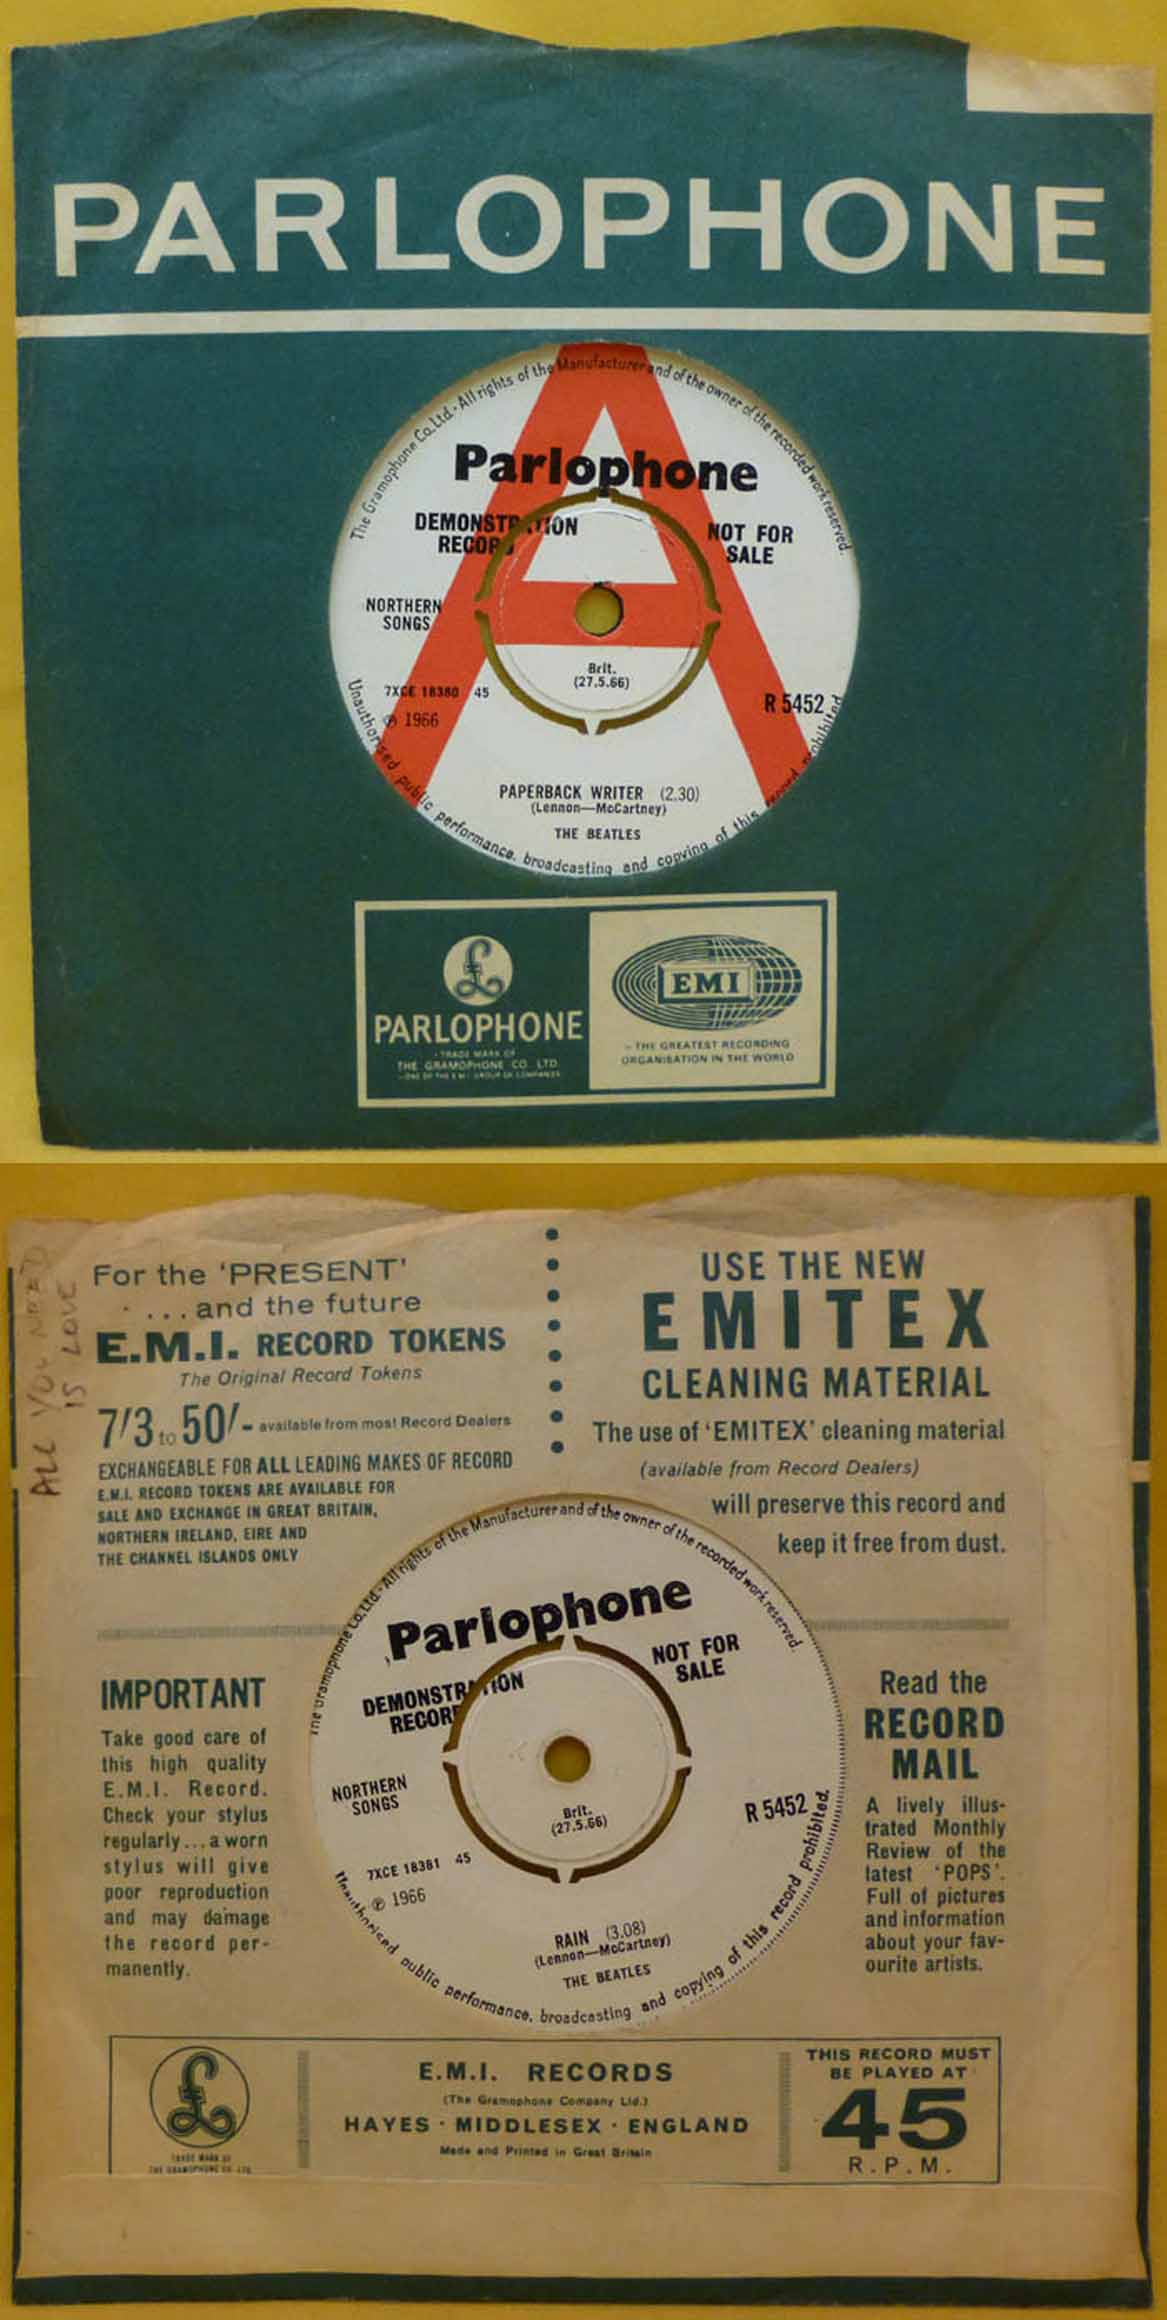 PARLOPHONE
The Gramophone Co.Ltd · All rights of the Manufacturer and of the owner of the recorded work reserved.
Parlophone
DEMONSTRATION
RECORD
NOT FOR
SALE
NORTHERN
SONGS
Brit.
(27.5.66)
7XCE 18380 45
R 5452
℗ 1966
PAPERBACK WRITER (2.30)
(Lennon—McCartney)
THE BEATLES
Unauthorised public performance, broadcasting and copying of this record prohibited
PARLOPHONE
- TRADE MARK OF
THE GRAMOPHONE CO. LTD
- ONE OF THE E.M.I. GROUP OF COMPANIES
EMI
- THE GREATEST RECORDING
ORGANISATION IN THE WORLD
ALL YOU NEED
IS LOVE
For the 'PRESENT'
...and the future
E.M.I. RECORD TOKENS
The Original Record Tokens
7/3 to 50/- available from most Record Dealers
EXCHANGEABLE FOR ALL LEADING MAKES OF RECORD
E.M.I. RECORD TOKENS ARE AVAILABLE FOR
SALE AND EXCHANGE IN GREAT BRITAIN,
NORTHERN IRELAND, EIRE AND
THE CHANNEL ISLANDS ONLY
USE THE NEW
EMITEX
CLEANING MATERIAL
The use of 'EMITEX' cleaning material
(available from Record Dealers)
will preserve this record and
keep it free from dust.
IMPORTANT
Take good care of
this high quality
E.M.I. Record.
Check your stylus
regularly...a worn
stylus will give
poor reproduction
and may damage
the record per-
manently.
The Gramophone Co.Ltd · All rights of the Manufacturer and of the owner of the recorded work reserved.
Parlophone
DEMONSTRATION
RECORD
NOT FOR
SALE
NORTHERN
SONGS
Brit.
(27.5.66)
R 5452
7XCE 18381 45
℗ 1966
RAIN (3.08)
(Lennon—McCartney)
THE BEATLES
Unauthorised public performance, broadcasting and copying of this record prohibited.
Read the
RECORD
MAIL
A lively illus-
trated Monthly
Review of the
latest 'POPS'.
Full of pictures
and information
about your fav-
ourite artists.
TRADE MARK OF
THE GRAMOPHONE CO. LTD
E.M.I. RECORDS
(The Gramophone Company Ltd.)
HAYES · MIDDLESEX · ENGLAND
Made and Printed in Great Britain
THIS RECORD MUST
BE PLAYED AT
45
R.P.M.